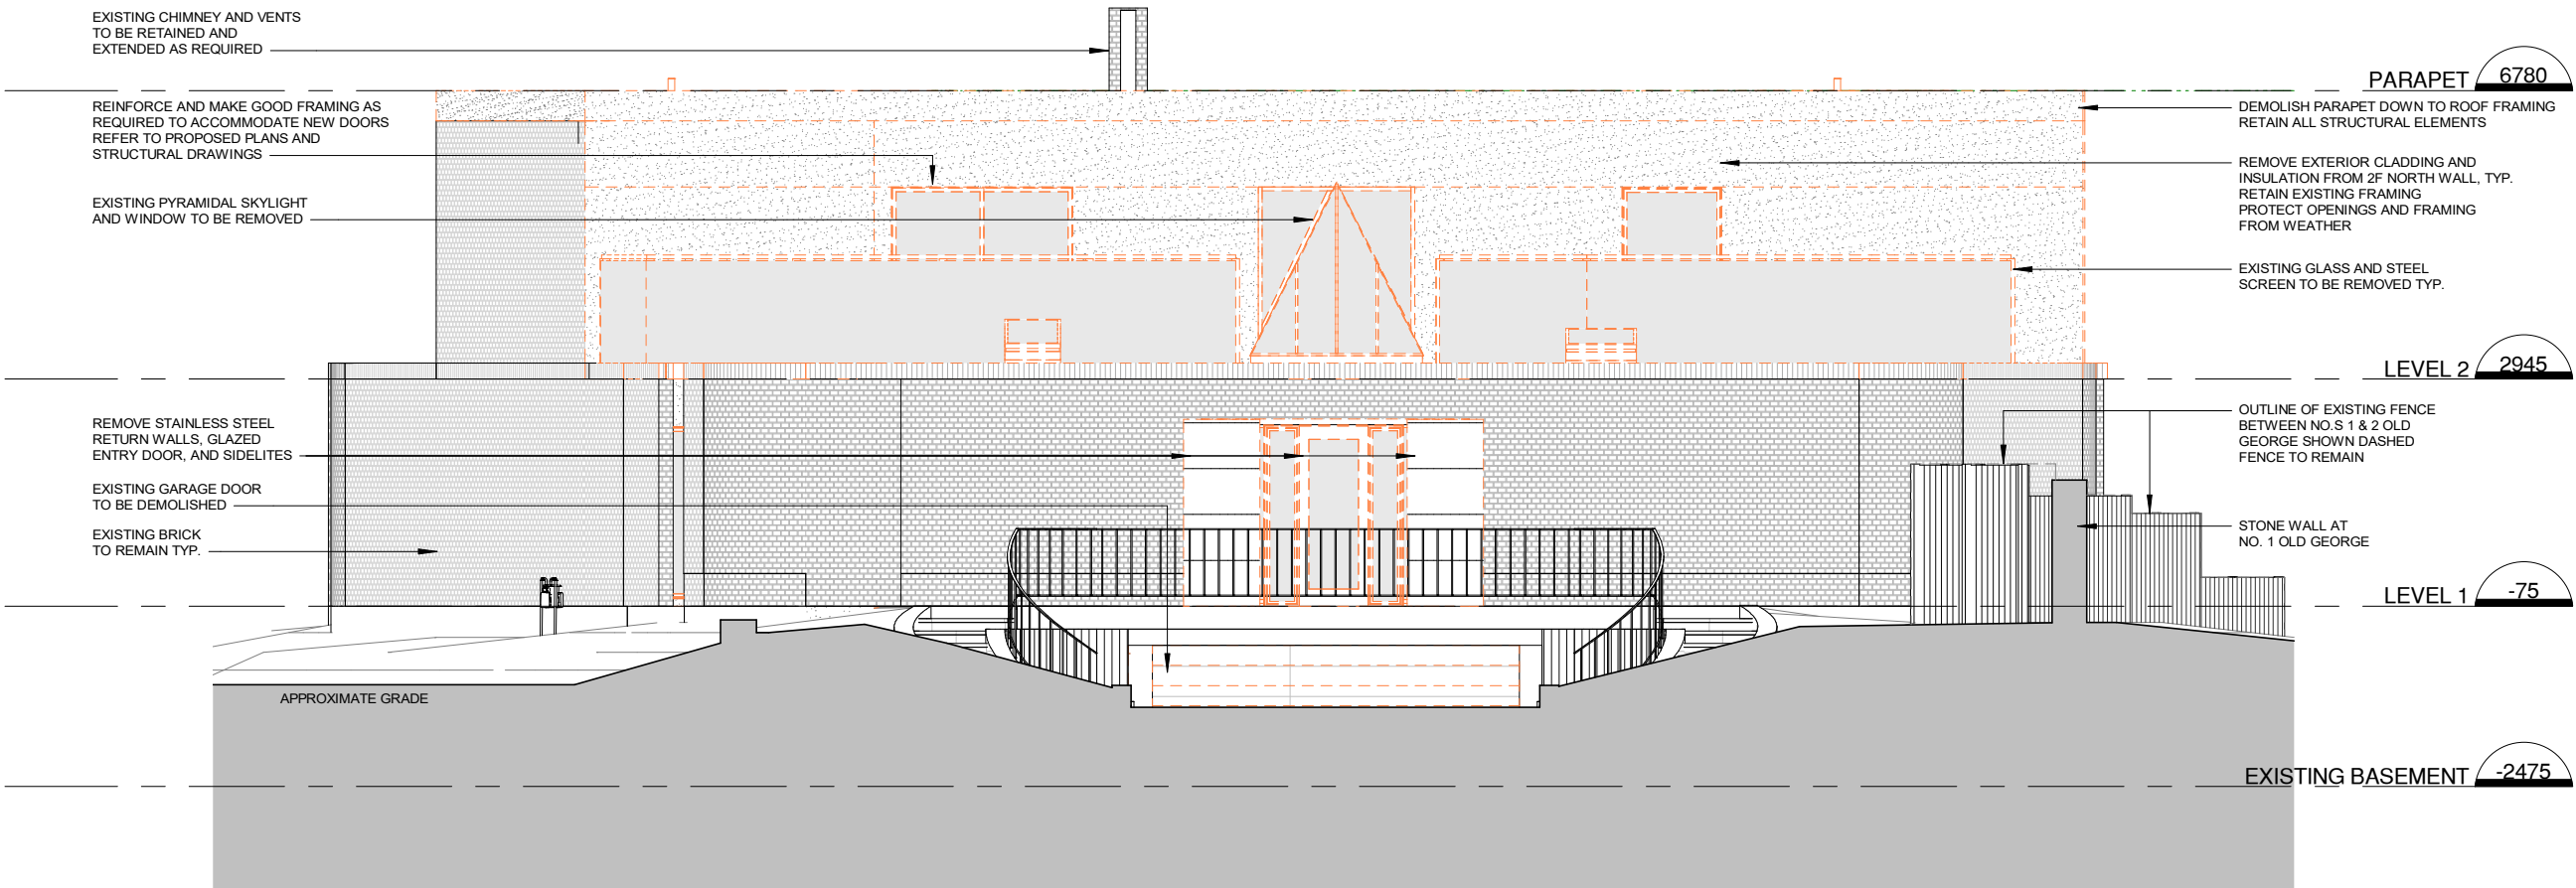 EXISTING CHIMNEY AND VENTS
TO BE RETAINED AND
EXTENDED AS REQUIRED
REINFORCE AND MAKE GOOD FRAMING AS
REQUIRED TO ACCOMMODATE NEW DOORS
REFER TO PROPOSED PLANS AND
STRUCTURAL DRAWINGS
EXISTING PYRAMIDAL SKYLIGHT
AND WINDOW TO BE REMOVED
REMOVE STAINLESS STEEL
RETURN WALLS, GLAZED
ENTRY DOOR, AND SIDELITES
EXISTING GARAGE DOOR
TO BE DEMOLISHED
EXISTING BRICK
TO REMAIN TYP.
APPROXIMATE GRADE
PARAPET 6780
DEMOLISH PARAPET DOWN TO ROOF FRAMING
RETAIN ALL STRUCTURAL ELEMENTS
REMOVE EXTERIOR CLADDING AND
INSULATION FROM 2F NORTH WALL, TYP.
RETAIN EXISTING FRAMING
PROTECT OPENINGS AND FRAMING
FROM WEATHER
EXISTING GLASS AND STEEL
SCREEN TO BE REMOVED TYP.
LEVEL 2 2945
OUTLINE OF EXISTING FENCE
BETWEEN NO.S 1 & 2 OLD
GEORGE SHOWN DASHED
FENCE TO REMAIN
STONE WALL AT
NO. 1 OLD GEORGE
LEVEL 1 -75
EXISTING BASEMENT -2475